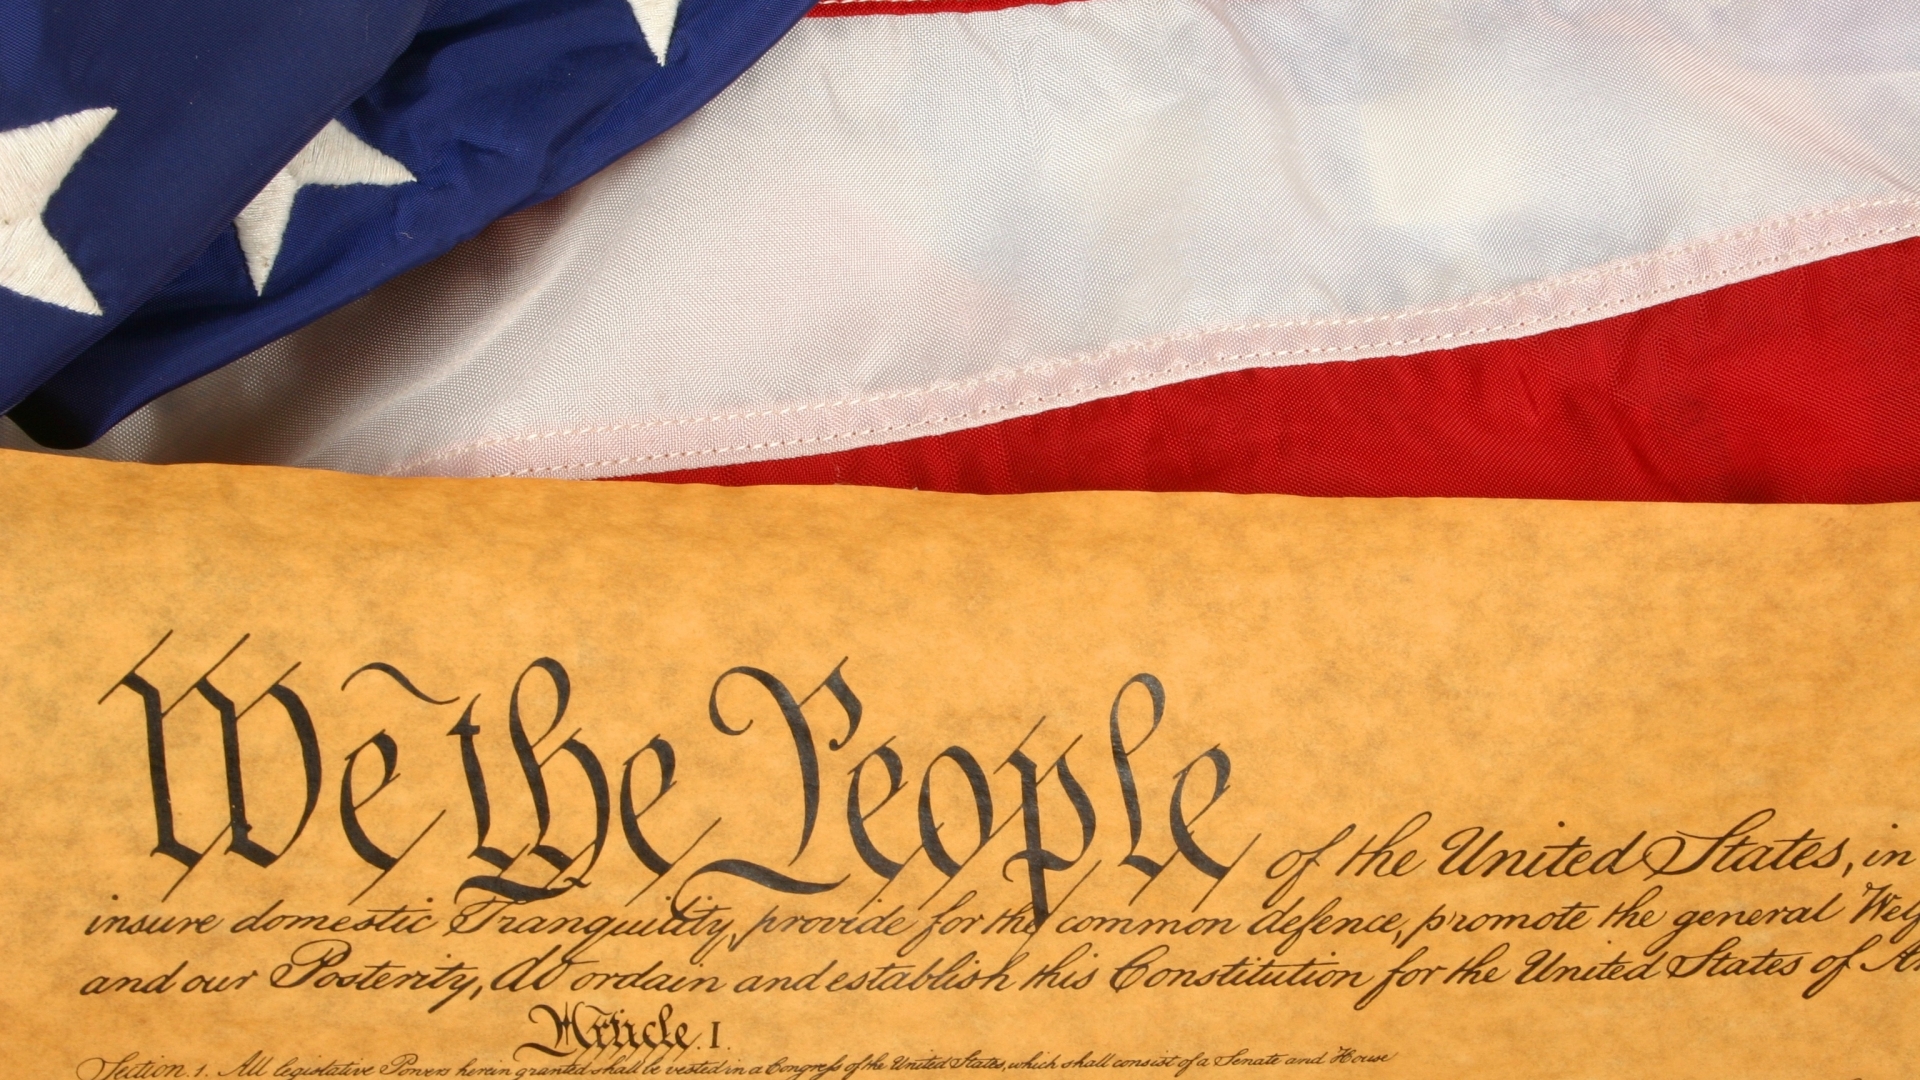 We the People of the United States, in
insure domestic Tranquility, provide for the common defence, promote the general Welf
and our Posterity, do ordain and establish this Constitution for the United States of Am
Article. I.
Section. 1. All legislative Powers herein granted shall be vested in a Congress of the United States, which shall consist of a Senate and House